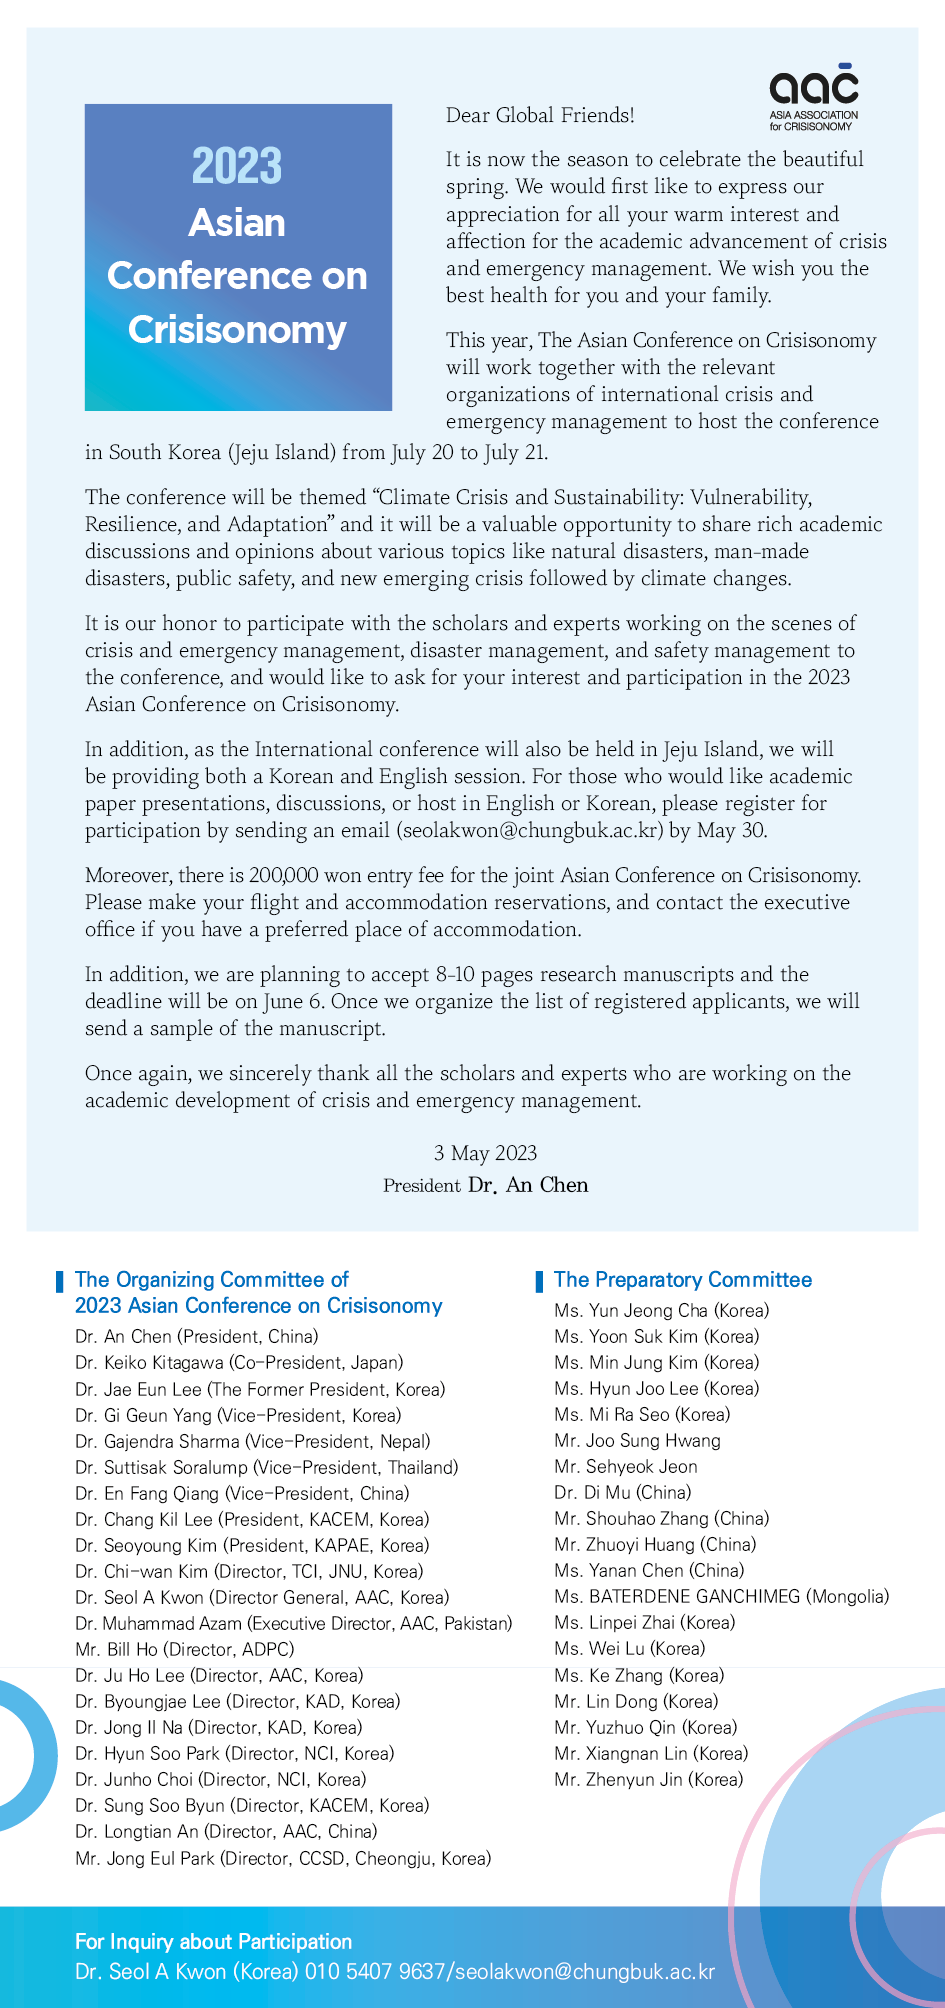 aac
ASIA ASSOCIATION
for CRISISONOMY
2023
Asian
Conference on
Crisisonomy
Dear Global Friends!
It is now the season to celebrate the beautiful
spring. We would first like to express our
appreciation for all your warm interest and
affection for the academic advancement of crisis
and emergency management. We wish you the
best health for you and your family.
This year, The Asian Conference on Crisisonomy
will work together with the relevant
organizations of international crisis and
emergency management to host the conference
in South Korea (Jeju Island) from July 20 to July 21.
The conference will be themed “Climate Crisis and Sustainability: Vulnerability,
Resilience, and Adaptation” and it will be a valuable opportunity to share rich academic
discussions and opinions about various topics like natural disasters, man-made
disasters, public safety, and new emerging crisis followed by climate changes.
It is our honor to participate with the scholars and experts working on the scenes of
crisis and emergency management, disaster management, and safety management to
the conference, and would like to ask for your interest and participation in the 2023
Asian Conference on Crisisonomy.
In addition, as the International conference will also be held in Jeju Island, we will
be providing both a Korean and English session. For those who would like academic
paper presentations, discussions, or host in English or Korean, please register for
participation by sending an email (seolakwon@chungbuk.ac.kr) by May 30.
Moreover, there is 200,000 won entry fee for the joint Asian Conference on Crisisonomy.
Please make your flight and accommodation reservations, and contact the executive
office if you have a preferred place of accommodation.
In addition, we are planning to accept 8-10 pages research manuscripts and the
deadline will be on June 6. Once we organize the list of registered applicants, we will
send a sample of the manuscript.
Once again, we sincerely thank all the scholars and experts who are working on the
academic development of crisis and emergency management.
3 May 2023
President Dr. An Chen
The Organizing Committee of
2023 Asian Conference on Crisisonomy
Dr. An Chen (President, China)
Dr. Keiko Kitagawa (Co-President, Japan)
Dr. Jae Eun Lee (The Former President, Korea)
Dr. Gi Geun Yang (Vice-President, Korea)
Dr. Gajendra Sharma (Vice-President, Nepal)
Dr. Suttisak Soralump (Vice-President, Thailand)
Dr. En Fang Qiang (Vice-President, China)
Dr. Chang Kil Lee (President, KACEM, Korea)
Dr. Seoyoung Kim (President, KAPAE, Korea)
Dr. Chi-wan Kim (Director, TCI, JNU, Korea)
Dr. Seol A Kwon (Director General, AAC, Korea)
Dr. Muhammad Azam (Executive Director, AAC, Pakistan)
Mr. Bill Ho (Director, ADPC)
Dr. Ju Ho Lee (Director, AAC, Korea)
Dr. Byoungjae Lee (Director, KAD, Korea)
Dr. Jong Il Na (Director, KAD, Korea)
Dr. Hyun Soo Park (Director, NCI, Korea)
Dr. Junho Choi (Director, NCI, Korea)
Dr. Sung Soo Byun (Director, KACEM, Korea)
Dr. Longtian An (Director, AAC, China)
Mr. Jong Eul Park (Director, CCSD, Cheongju, Korea)
The Preparatory Committee
Ms. Yun Jeong Cha (Korea)
Ms. Yoon Suk Kim (Korea)
Ms. Min Jung Kim (Korea)
Ms. Hyun Joo Lee (Korea)
Ms. Mi Ra Seo (Korea)
Mr. Joo Sung Hwang
Mr. Sehyeok Jeon
Dr. Di Mu (China)
Mr. Shouhao Zhang (China)
Mr. Zhuoyi Huang (China)
Ms. Yanan Chen (China)
Ms. BATERDENE GANCHIMEG (Mongolia)
Ms. Linpei Zhai (Korea)
Ms. Wei Lu (Korea)
Ms. Ke Zhang (Korea)
Mr. Lin Dong (Korea)
Mr. Yuzhuo Qin (Korea)
Mr. Xiangnan Lin (Korea)
Mr. Zhenyun Jin (Korea)
For Inquiry about Participation
Dr. Seol A Kwon (Korea) 010 5407 9637/seolakwon@chungbuk.ac.kr